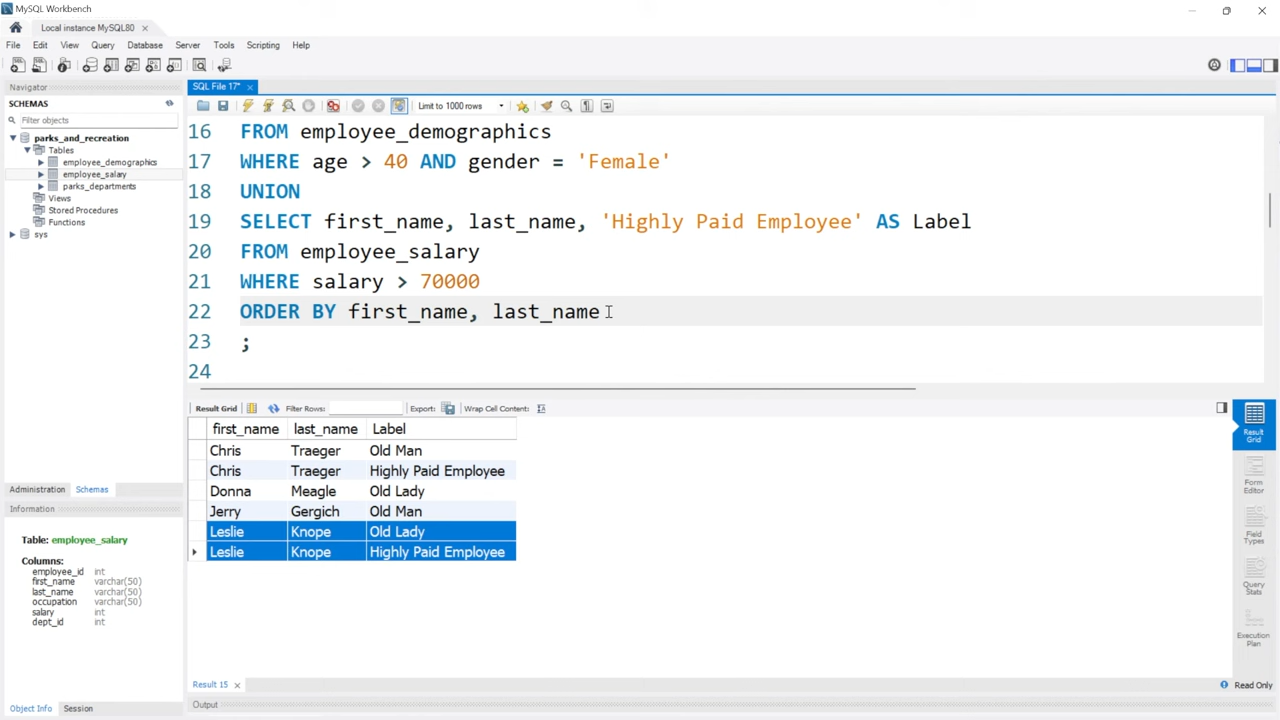 MySQL Workbench
Local instance MySQL80
File Edit View Query Database Server Tools Scripting Help
Navigator
SCHEMAS
Filter objects
parks_and_recreation
Tables
employee_demographics
employee_salary
parks_departments
Views
Stored Procedures
Functions
sys
Administration Schemas
Information
Table: employee_salary
Columns:
employee_id int
first_name varchar(50)
last_name varchar(50)
occupation varchar(50)
salary int
dept_id int
Object Info Session
SQL File 17*
Limit to 1000 rows
16 FROM employee_demographics
17 WHERE age > 40 AND gender = 'Female'
18 UNION
19 SELECT first_name, last_name, 'Highly Paid Employee' AS Label
20 FROM employee_salary
21 WHERE salary > 70000
22 ORDER BY first_name, last_name
23 ;
24
Result Grid Filter Rows: Export: Wrap Cell Content:
first_name last_name Label
Chris Traeger Old Man
Chris Traeger Highly Paid Employee
Donna Meagle Old Lady
Jerry Gergich Old Man
Leslie Knope Old Lady
Leslie Knope Highly Paid Employee
Result Grid
Form Editor
Field Types
Query Stats
Execution Plan
Result 15
Read Only
Output